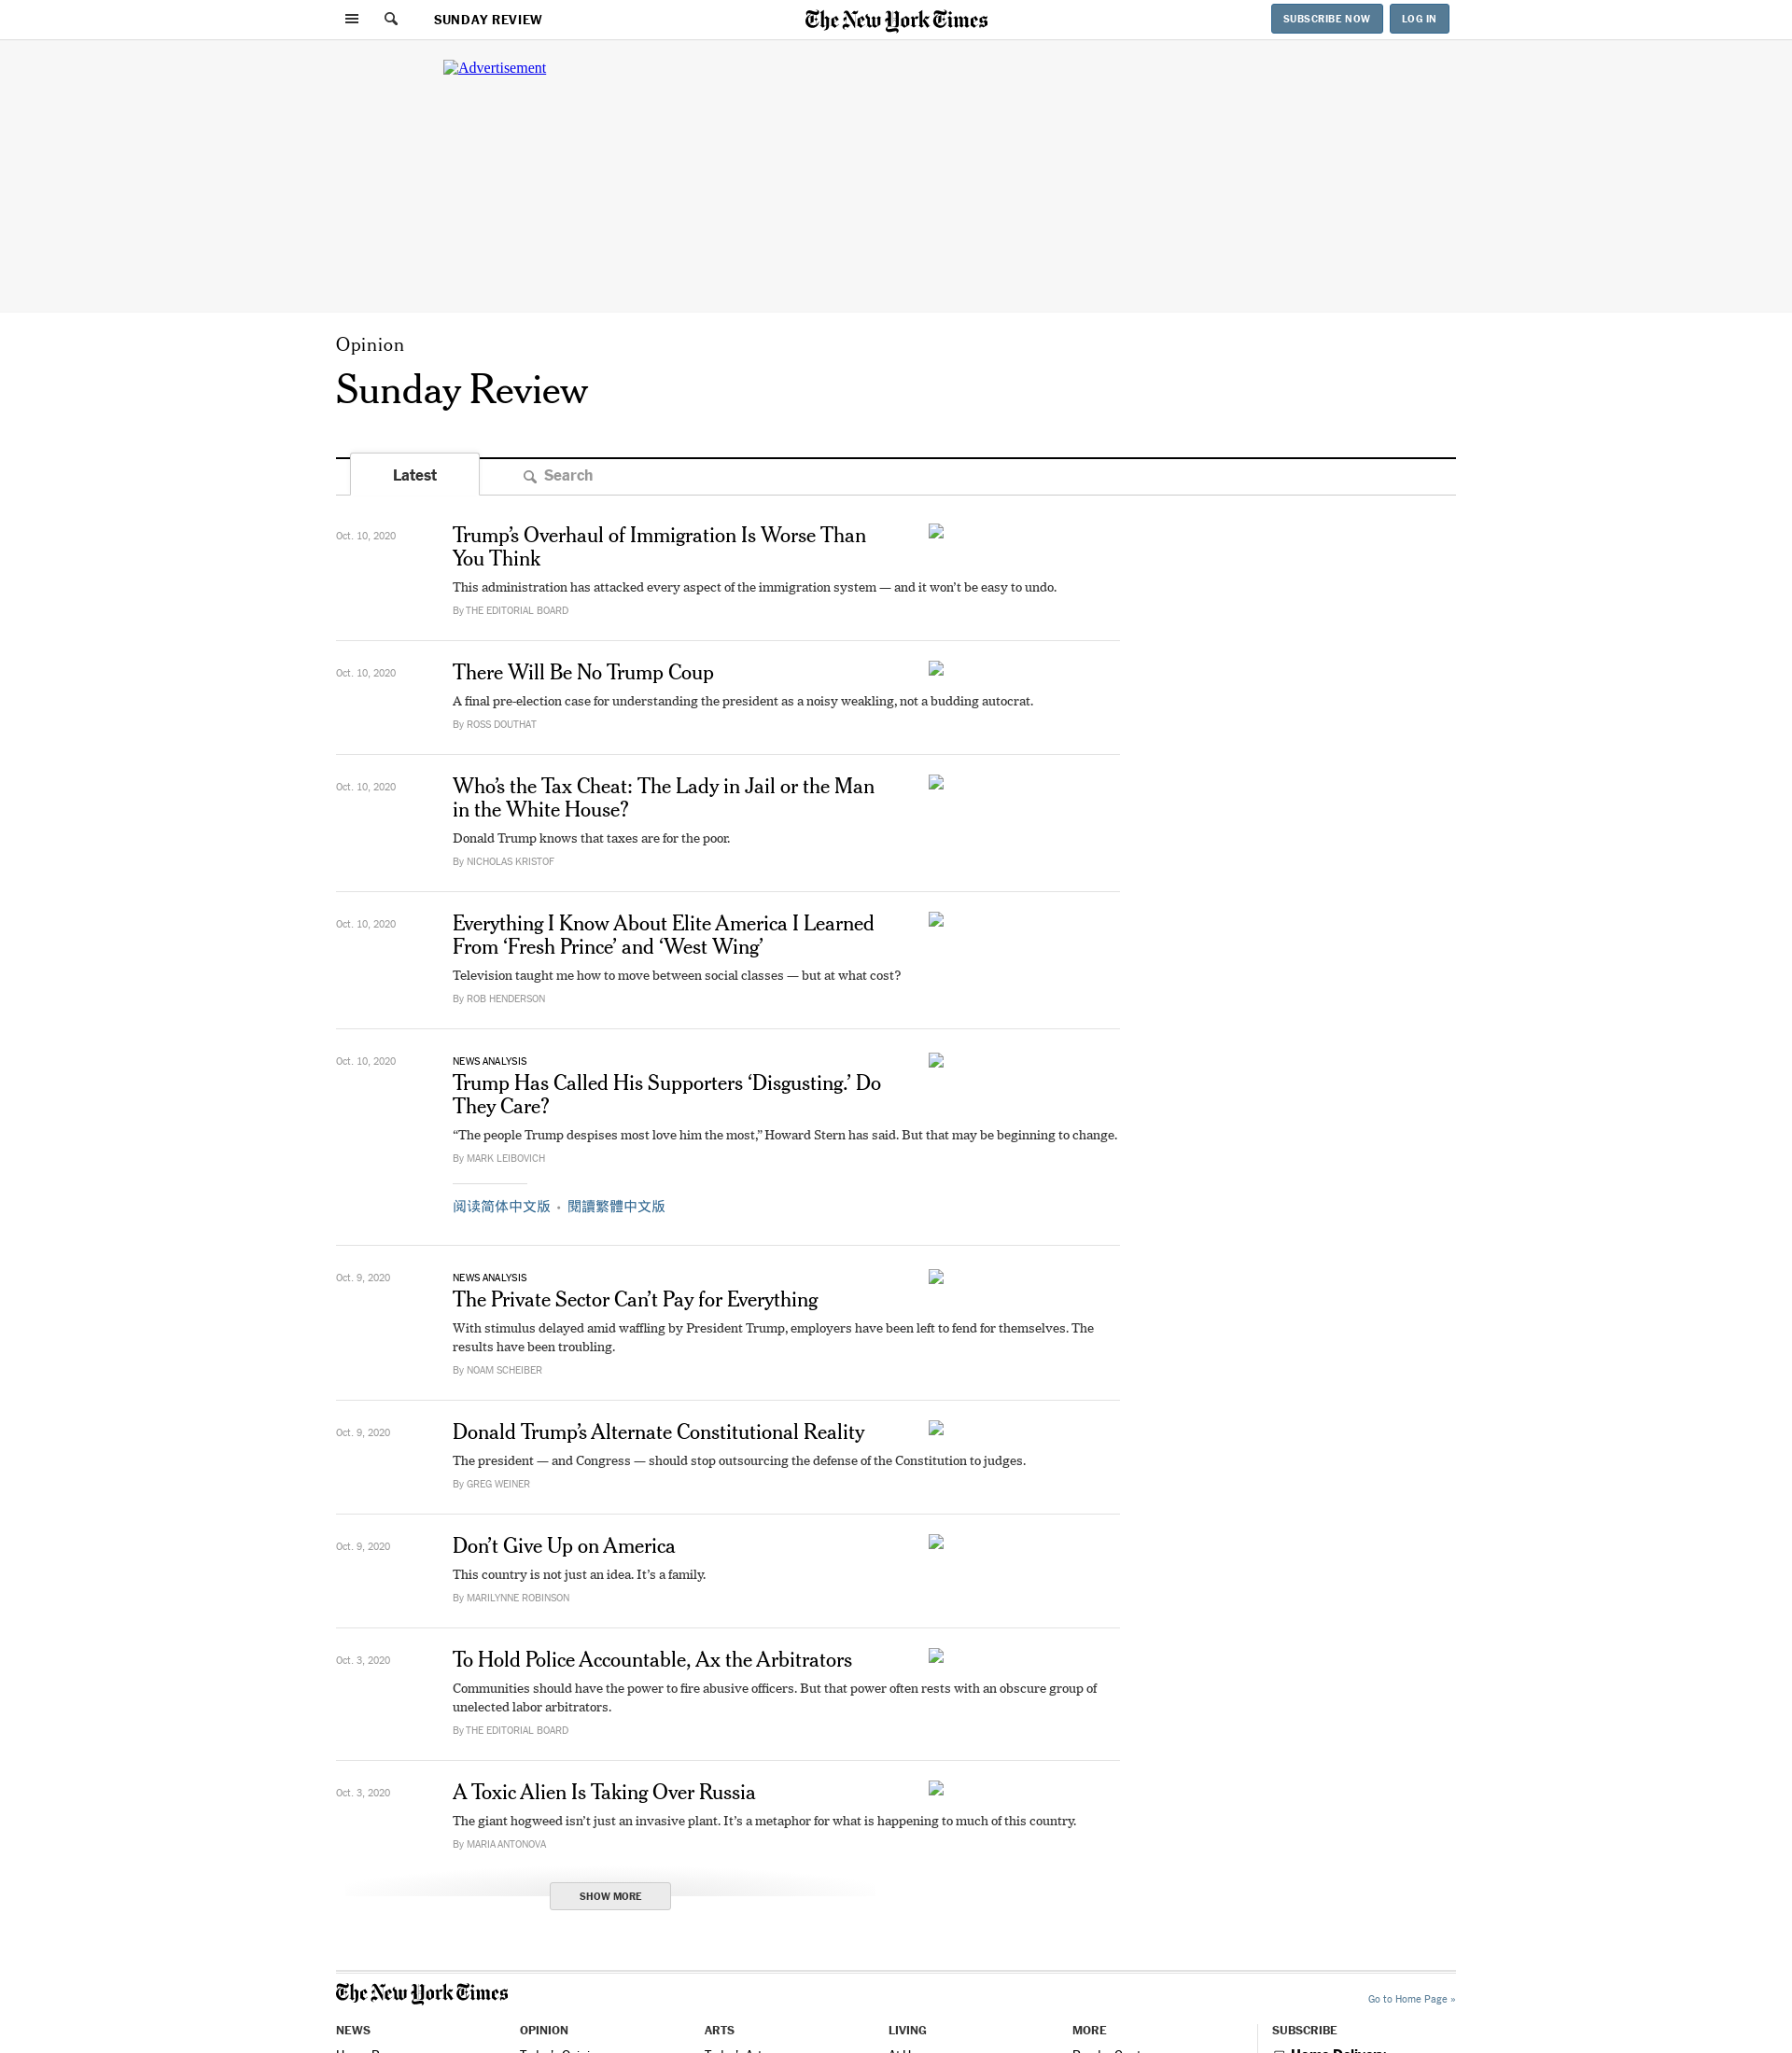 SUNDAY REVIEW
The New York Times
SUBSCRIBE NOW
LOG IN
Advertisement
Opinion
Sunday Review
Latest
Search
Oct. 10, 2020
Trump’s Overhaul of Immigration Is Worse Than
You Think
This administration has attacked every aspect of the immigration system — and it won’t be easy to undo.
By THE EDITORIAL BOARD
Oct. 10, 2020
There Will Be No Trump Coup
A final pre-election case for understanding the president as a noisy weakling, not a budding autocrat.
By ROSS DOUTHAT
Oct. 10, 2020
Who’s the Tax Cheat: The Lady in Jail or the Man
in the White House?
Donald Trump knows that taxes are for the poor.
By NICHOLAS KRISTOF
Oct. 10, 2020
Everything I Know About Elite America I Learned
From ‘Fresh Prince’ and ‘West Wing’
Television taught me how to move between social classes — but at what cost?
By ROB HENDERSON
Oct. 10, 2020
NEWS ANALYSIS
Trump Has Called His Supporters ‘Disgusting.’ Do
They Care?
“The people Trump despises most love him the most,” Howard Stern has said. But that may be beginning to change.
By MARK LEIBOVICH
阅读简体中文版 • 閱讀繁體中文版
Oct. 9, 2020
NEWS ANALYSIS
The Private Sector Can’t Pay for Everything
With stimulus delayed amid waffling by President Trump, employers have been left to fend for themselves. The
results have been troubling.
By NOAM SCHEIBER
Oct. 9, 2020
Donald Trump’s Alternate Constitutional Reality
The president — and Congress — should stop outsourcing the defense of the Constitution to judges.
By GREG WEINER
Oct. 9, 2020
Don’t Give Up on America
This country is not just an idea. It’s a family.
By MARILYNNE ROBINSON
Oct. 3, 2020
To Hold Police Accountable, Ax the Arbitrators
Communities should have the power to fire abusive officers. But that power often rests with an obscure group of
unelected labor arbitrators.
By THE EDITORIAL BOARD
Oct. 3, 2020
A Toxic Alien Is Taking Over Russia
The giant hogweed isn’t just an invasive plant. It’s a metaphor for what is happening to much of this country.
By MARIA ANTONOVA
SHOW MORE
The New York Times
Go to Home Page »
NEWS
OPINION
ARTS
LIVING
MORE
SUBSCRIBE
Home Delivery